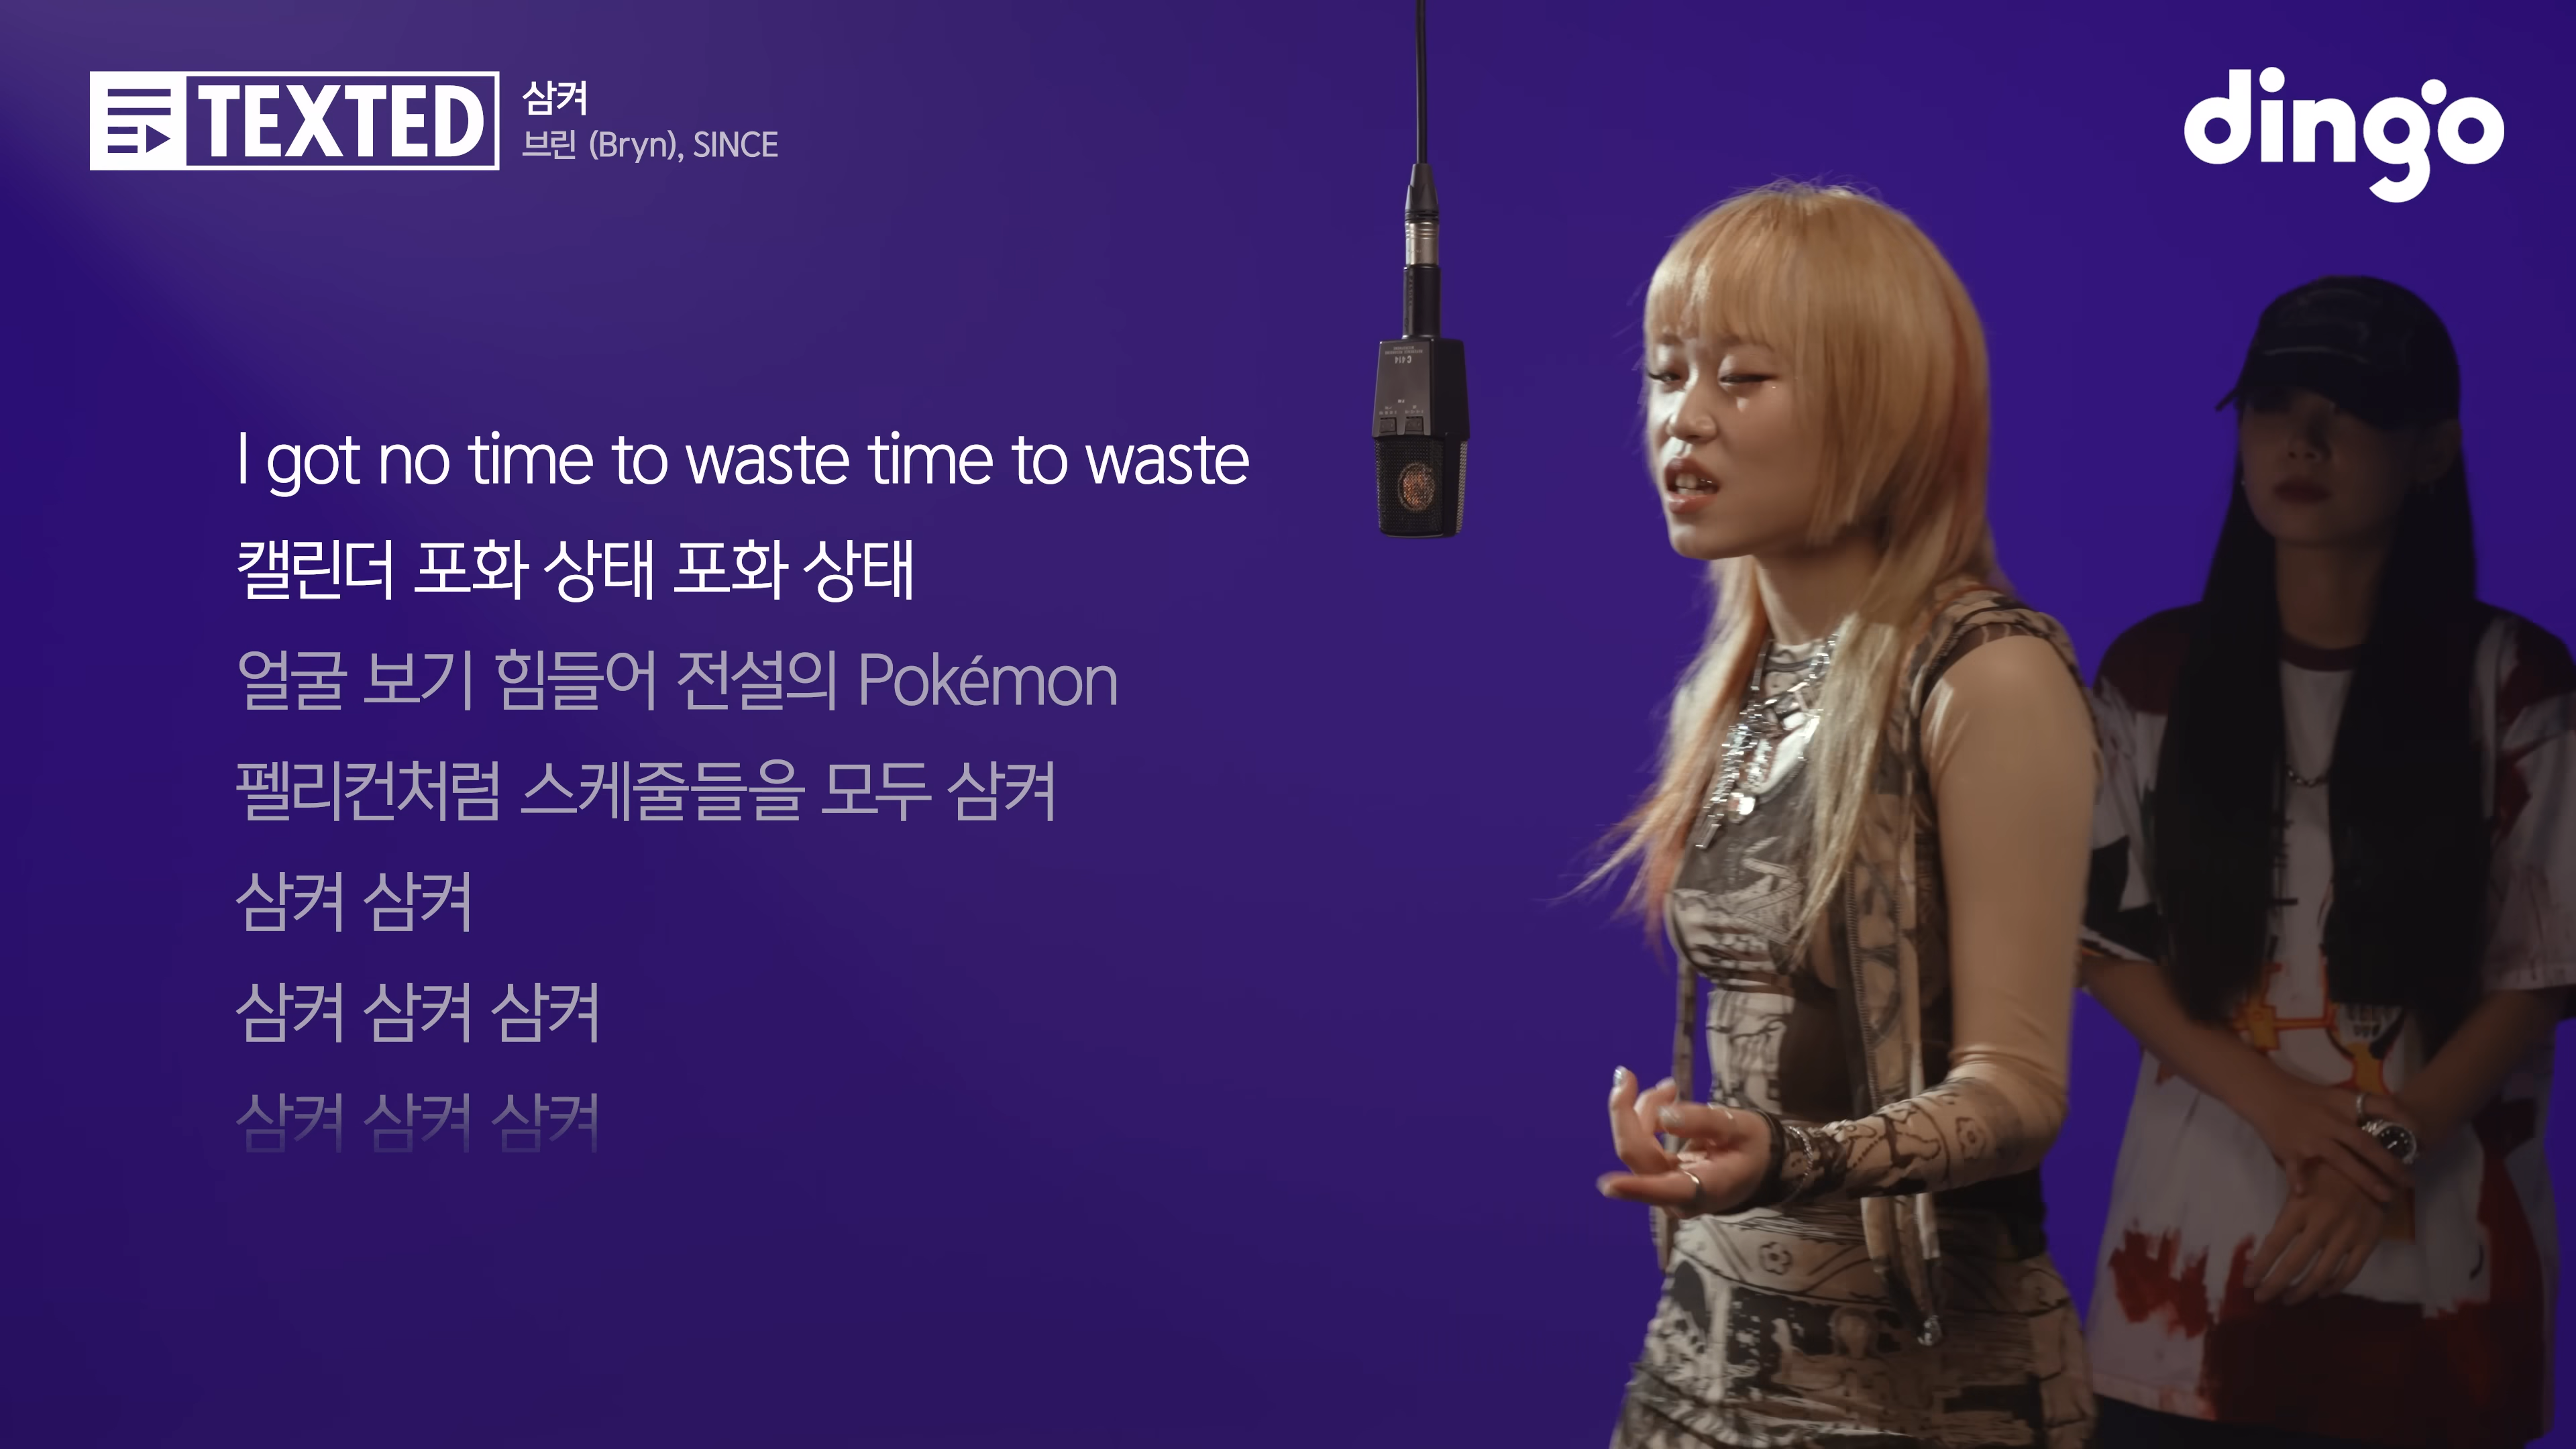 TEXTED
삼켜
브린 (Bryn), SINCE
dingo
C414
I got no time to waste time to waste
캘린더 포화 상태 포화 상태
얼굴 보기 힘들어 전설의 Pokémon
펠리컨처럼 스케줄들을 모두 삼켜
삼켜 삼켜
삼켜 삼켜 삼켜
삼켜 삼켜 삼켜